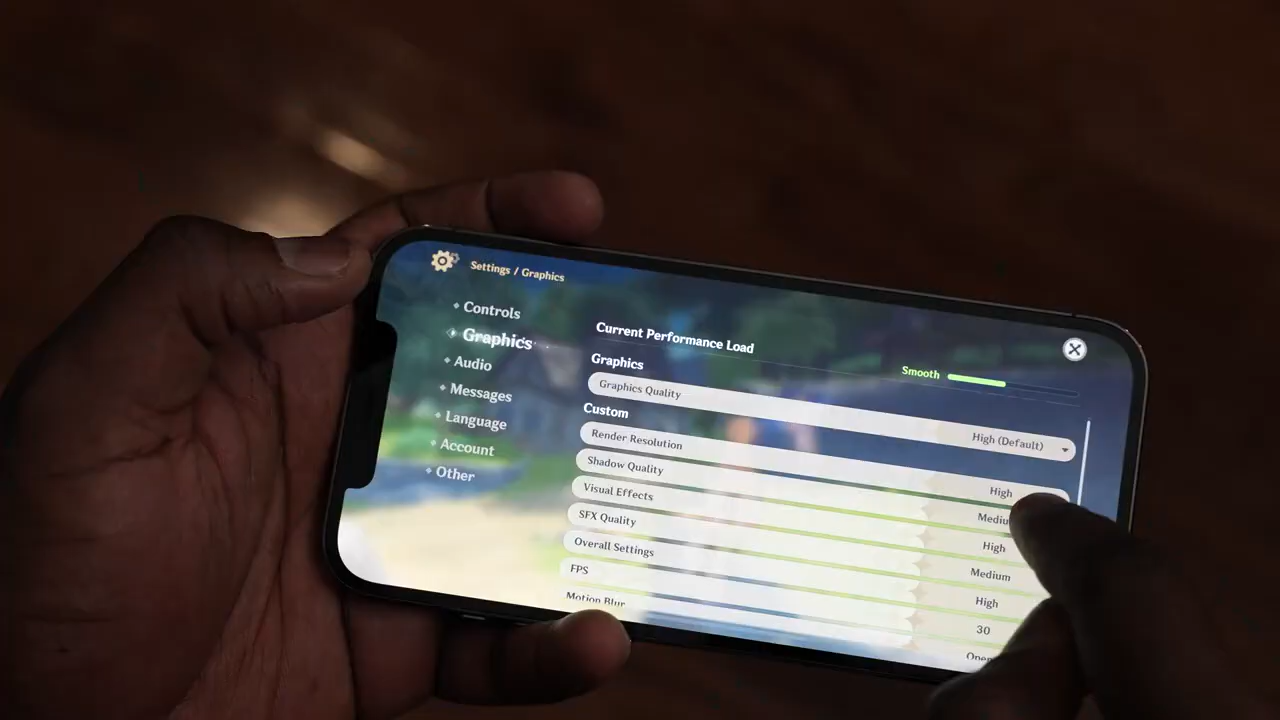 Settings / Graphics
Controls
Graphics
Audio
Messages
Language
Account
Other
Current Performance Load
Smooth
Graphics
Graphics Quality High (Default)
Custom
Render Resolution High
Shadow Quality
Visual Effects High
SFX Quality Medium
Overall Settings High
FPS 30
Motion Blur